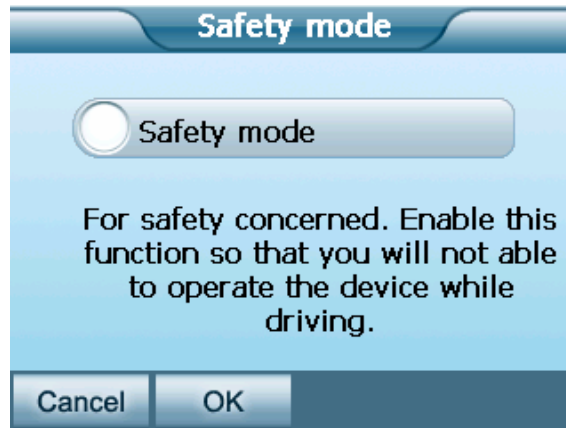 Safety mode
Safety mode
For safety concerned. Enable this
function so that you will not able
to operate the device while
driving.
Cancel OK